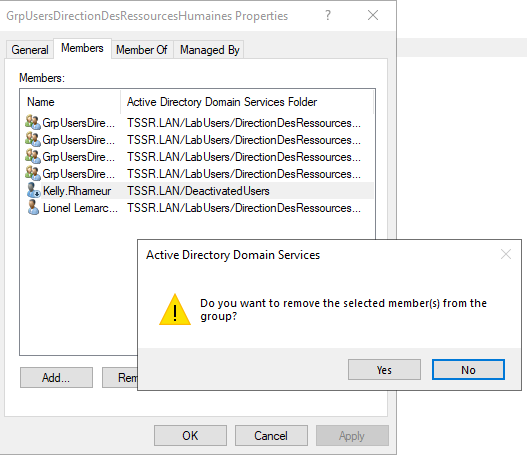 GrpUsersDirectionDesRessourcesHumaines Properties ?
General Members Member Of Managed By
Members:
Name Active Directory Domain Services Folder
GrpUsersDire... TSSR.LAN/LabUsers/DirectionDesRessources...
GrpUsersDire... TSSR.LAN/LabUsers/DirectionDesRessources...
GrpUsersDire... TSSR.LAN/LabUsers/DirectionDesRessources...
GrpUsersDire... TSSR.LAN/LabUsers/DirectionDesRessources...
Kelly.Rhameur TSSR.LAN/DeactivatedUsers
Lionel Lemarc... TSSR.LAN/LabUsers/DirectionDesRessources...
Active Directory Domain Services
Do you want to remove the selected member(s) from the
group?
Yes No
Add... Rem
OK Cancel Apply